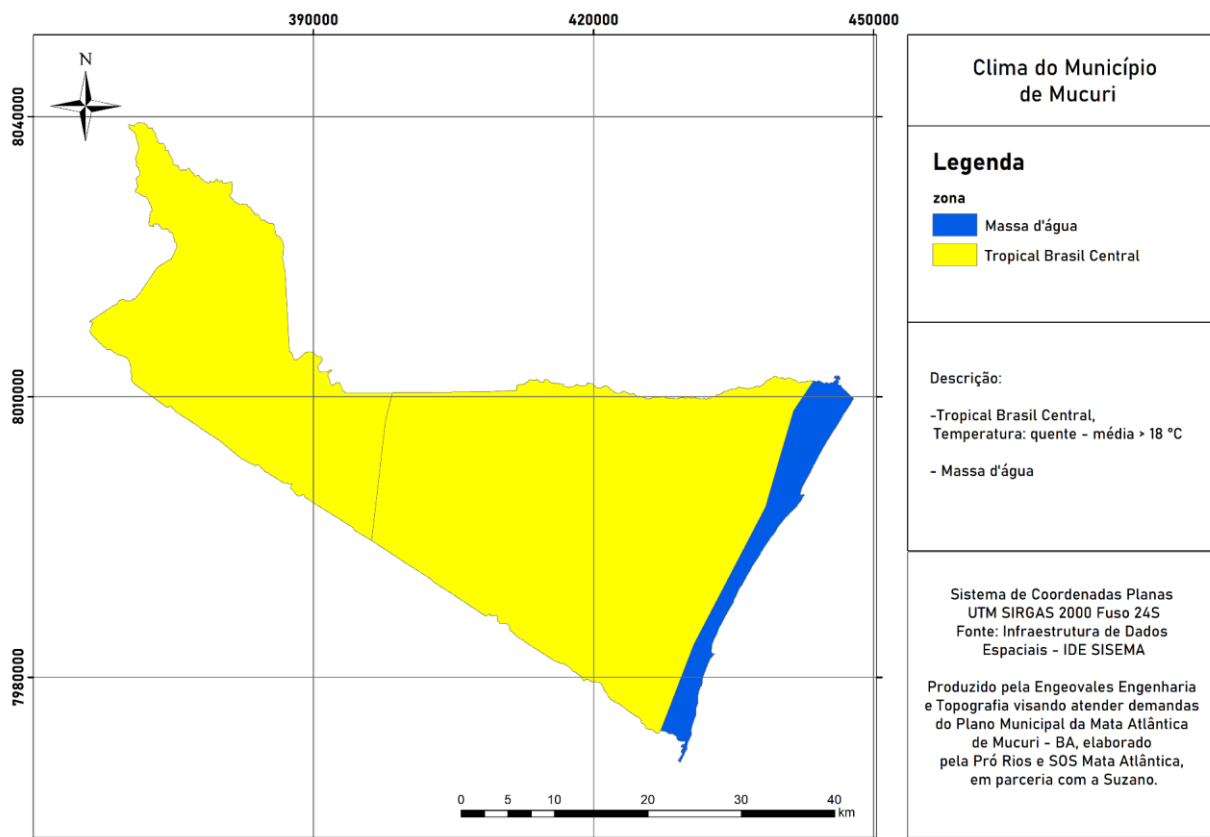 390000
420000
450000
N
8040000
8010000
7980000
0 5 10 20 30 40
km
Clima do Município
de Mucuri
Legenda
zona
Massa d'água
Tropical Brasil Central
Descrição:
-Tropical Brasil Central,
Temperatura: quente - média > 18 °C
- Massa d'água
Sistema de Coordenadas Planas
UTM SIRGAS 2000 Fuso 24S
Fonte: Infraestrutura de Dados
Espaciais - IDE SISEMA
Produzido pela Engeovales Engenharia
e Topografia visando atender demandas
do Plano Municipal da Mata Atlântica
de Mucuri - BA, elaborado
pela Pró Rios e SOS Mata Atlântica,
em parceria com a Suzano.